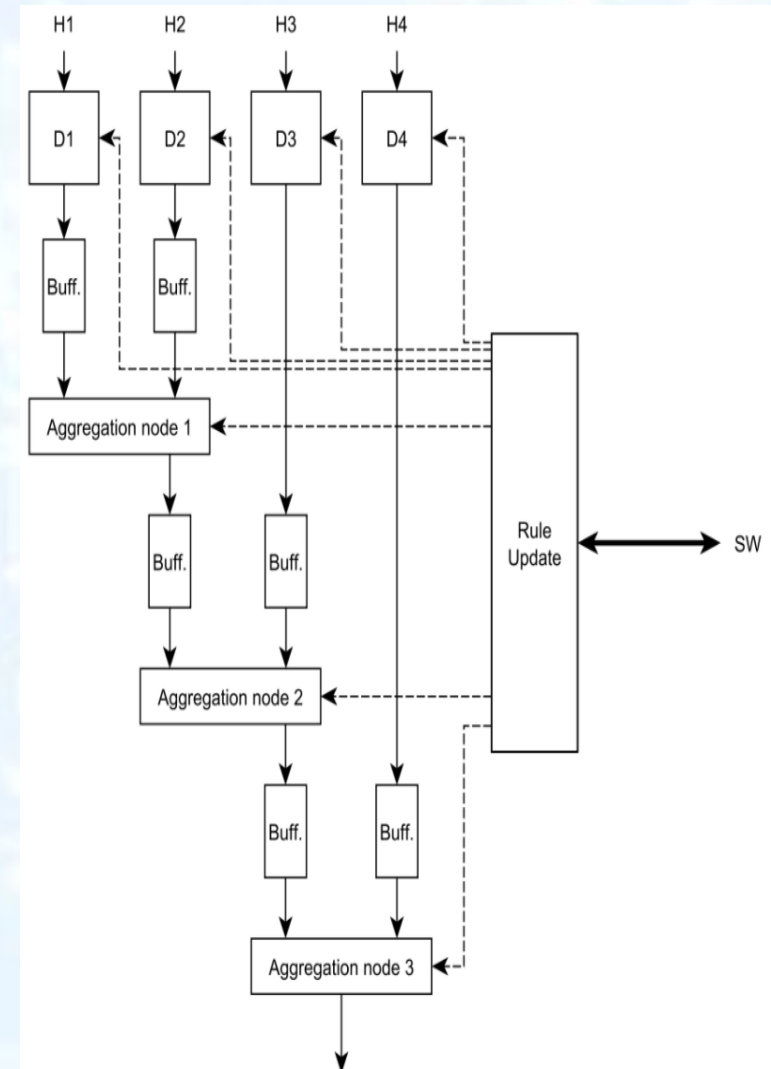 H1 H2 H3 H4
D1 D2 D3 D4
Buff. Buff.
Aggregation node 1
Rule
Update
SW
Buff. Buff.
Aggregation node 2
Buff. Buff.
Aggregation node 3